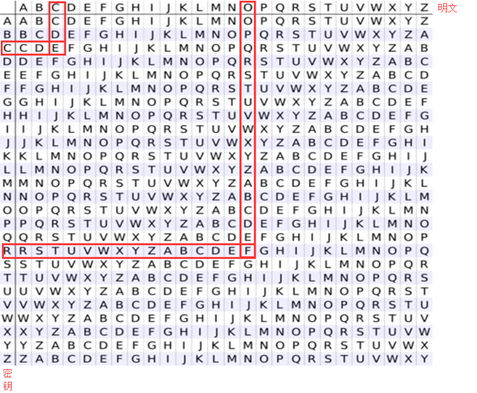 A B C D E F G H I J K L M N O P Q R S T U V W X Y Z 明文
A A B C D E F G H I J K L M N O P Q R S T U V W X Y Z
B B C D E F G H I J K L M N O P Q R S T U V W X Y Z A
C C D E F G H I J K L M N O P Q R S T U V W X Y Z A B
D D E F G H I J K L M N O P Q R S T U V W X Y Z A B C
E E F G H I J K L M N O P Q R S T U V W X Y Z A B C D
F F G H I J K L M N O P Q R S T U V W X Y Z A B C D E
G G H I J K L M N O P Q R S T U V W X Y Z A B C D E F
H H I J K L M N O P Q R S T U V W X Y Z A B C D E F G
I I J K L M N O P Q R S T U V W X Y Z A B C D E F G H
J J K L M N O P Q R S T U V W X Y Z A B C D E F G H I
K K L M N O P Q R S T U V W X Y Z A B C D E F G H I J
L L M N O P Q R S T U V W X Y Z A B C D E F G H I J K
M M N O P Q R S T U V W X Y Z A B C D E F G H I J K L
N N O P Q R S T U V W X Y Z A B C D E F G H I J K L M
O O P Q R S T U V W X Y Z A B C D E F G H I J K L M N
P P Q R S T U V W X Y Z A B C D E F G H I J K L M N O
Q Q R S T U V W X Y Z A B C D E F G H I J K L M N O P
R R S T U V W X Y Z A B C D E F G H I J K L M N O P Q
S S T U V W X Y Z A B C D E F G H I J K L M N O P Q R
T T U V W X Y Z A B C D E F G H I J K L M N O P Q R S
U U V W X Y Z A B C D E F G H I J K L M N O P Q R S T
V V W X Y Z A B C D E F G H I J K L M N O P Q R S T U
W W X Y Z A B C D E F G H I J K L M N O P Q R S T U V
X X Y Z A B C D E F G H I J K L M N O P Q R S T U V W
Y Y Z A B C D E F G H I J K L M N O P Q R S T U V W X
Z Z A B C D E F G H I J K L M N O P Q R S T U V W X Y
密
钥